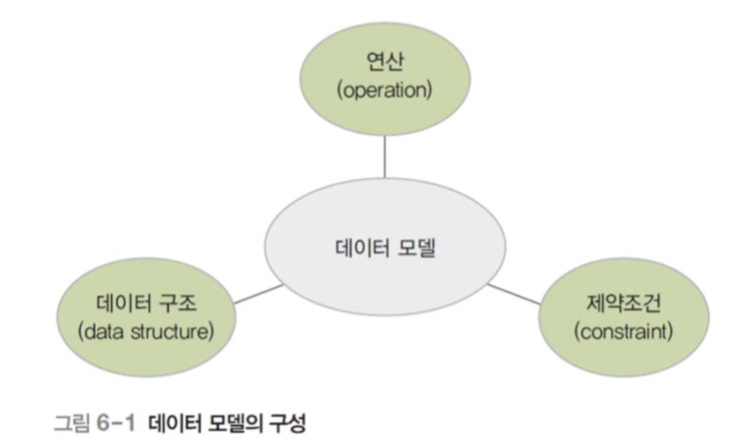 연산
(operation)
데이터 모델
데이터 구조
(data structure)
제약조건
(constraint)
그림 6-1 데이터 모델의 구성